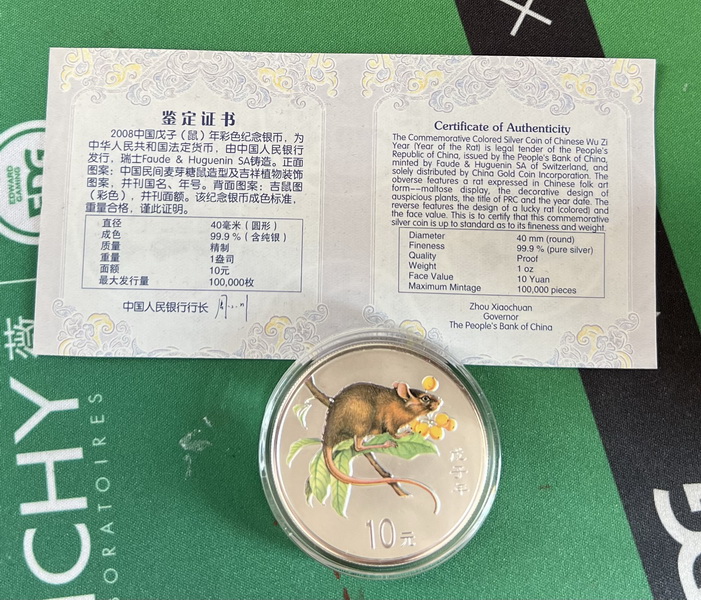 鉴定证书
2008中国戊子（鼠）年彩色纪念银币，为
中华人民共和国法定货币，由中国人民银行
发行，瑞士Faude & Huguenin SA铸造。正面
图案：中国民间麦芽糖鼠造型及吉祥植物装饰
图案，并刊国名、年号。背面图案：吉鼠图
（彩色），并刊面额。该纪念银币成色标准，
重量合格，谨此证明。
直径 40毫米（圆形）
成色 99.9 %（含纯银）
质量 精制
重量 1盎司
面额 10元
最大发行量 100,000枚
中国人民银行行长
Certificate of Authenticity
The Commemorative Colored Silver Coin of Chinese Wu Zi
Year (Year of the Rat) is legal tender of the People's
Republic of China, issued by the People's Bank of China,
minted by Faude & Huguenin SA of Switzerland, and
solely distributed by China Gold Coin Incorporation. The
obverse features a rat expressed in Chinese folk art
form--maltose display, the decorative design of
auspicious plants, the title of PRC and the year date. The
reverse features the design of a lucky rat (colored) and
the face value. This is to certify that this commemorative
silver coin is up to standard as to its fineness and weight.
Diameter 40 mm (round)
Fineness 99.9 % (pure silver)
Quality Proof
Weight 1 oz
Face Value 10 Yuan
Maximum Mintage 100,000 pieces
Zhou Xiaochuan
Governor
The People's Bank of China
戊子年
10元
EDWARD
GAMING
EDG
ICHY
薇
ORATOIRES